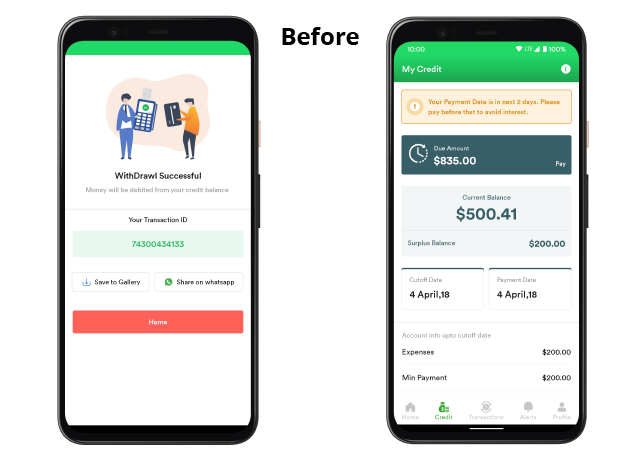 Before
WithDrawl Successful
Money will be debited from your credit balance
Your Transaction ID
74300434133
Save to Gallery
Share on whatsapp
Home
10:00
LTE
100%
My Credit
Your Payment Date is in next 2 days. Please
pay before that to avoid interest.
Due Amount
$835.00
Pay
Current Balance
$500.41
Surplus Balance $200.00
Cutoff Date
4 April,18
Payment Date
4 April,18
Account info upto cutoff date
Expenses $200.00
Min Payment $200.00
Home Credit Transactions Alerts Profile